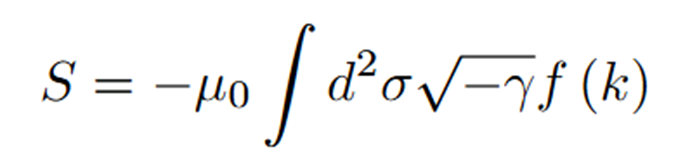 S = −μ₀ ∫ d²σ√−γ f (k)